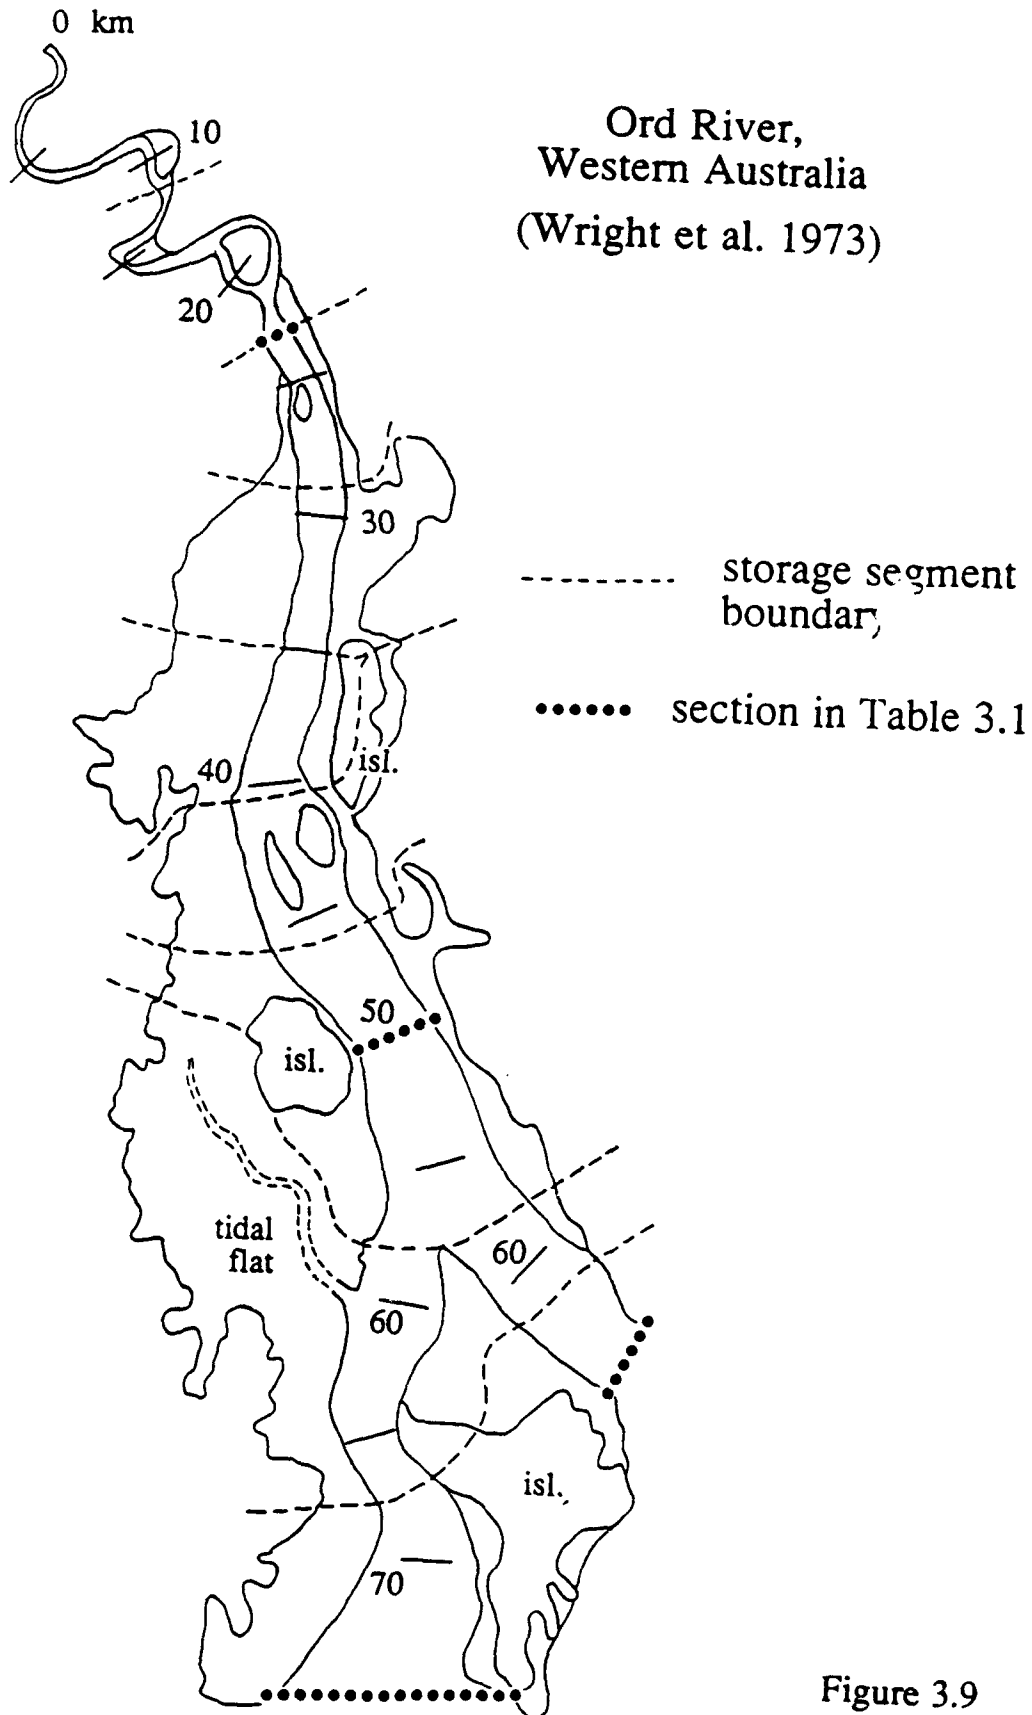 0 km
10
Ord River,
Western Australia
(Wright et al. 1973)
20
30
storage segment
boundary
section in Table 3.1
isl.
40
50
isl.
tidal
flat
60
60
isl.
70
Figure 3.9